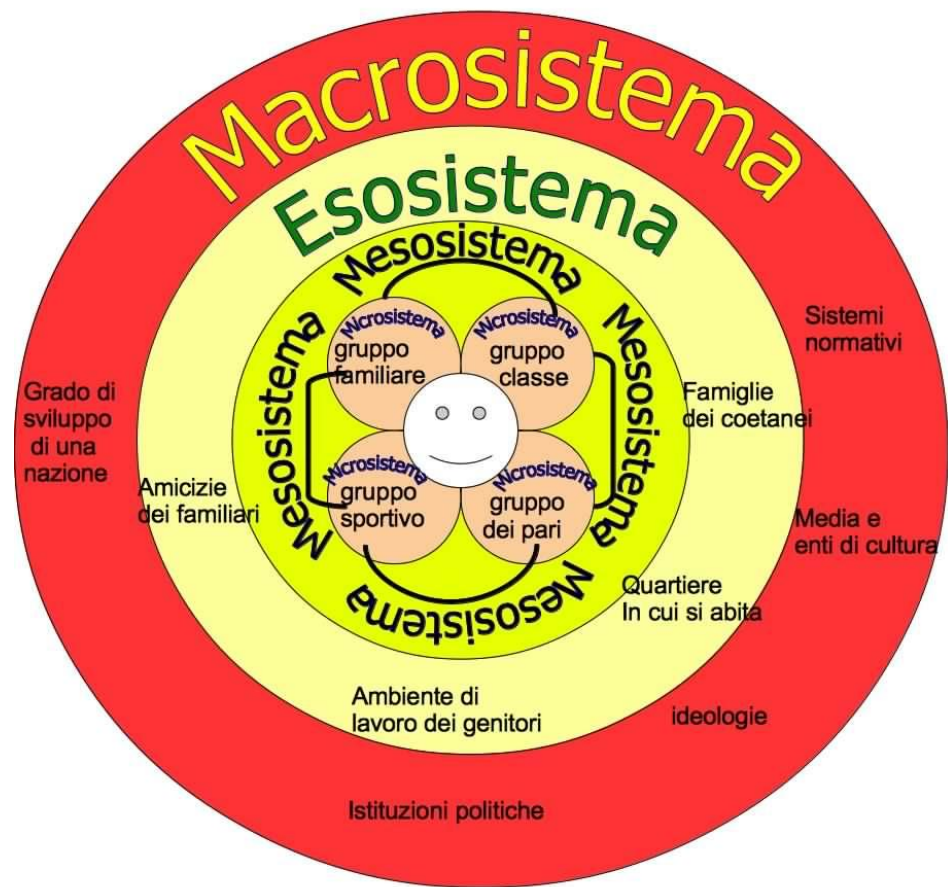 Macrosistema
Esosistema
Mesosistema
Mesosistema
Mesosistema
Mesosistema
Microsistema
gruppo
familiare
Microsistema
gruppo
classe
Microsistema
gruppo
sportivo
Microsistema
gruppo
dei pari
Sistemi
normativi
Grado di
sviluppo
di una
nazione
Famiglie
dei coetanei
Amicizie
dei familiari
Media e
enti di cultura
Quartiere
In cui si abita
Ambiente di
lavoro dei genitori
ideologie
Istituzioni politiche